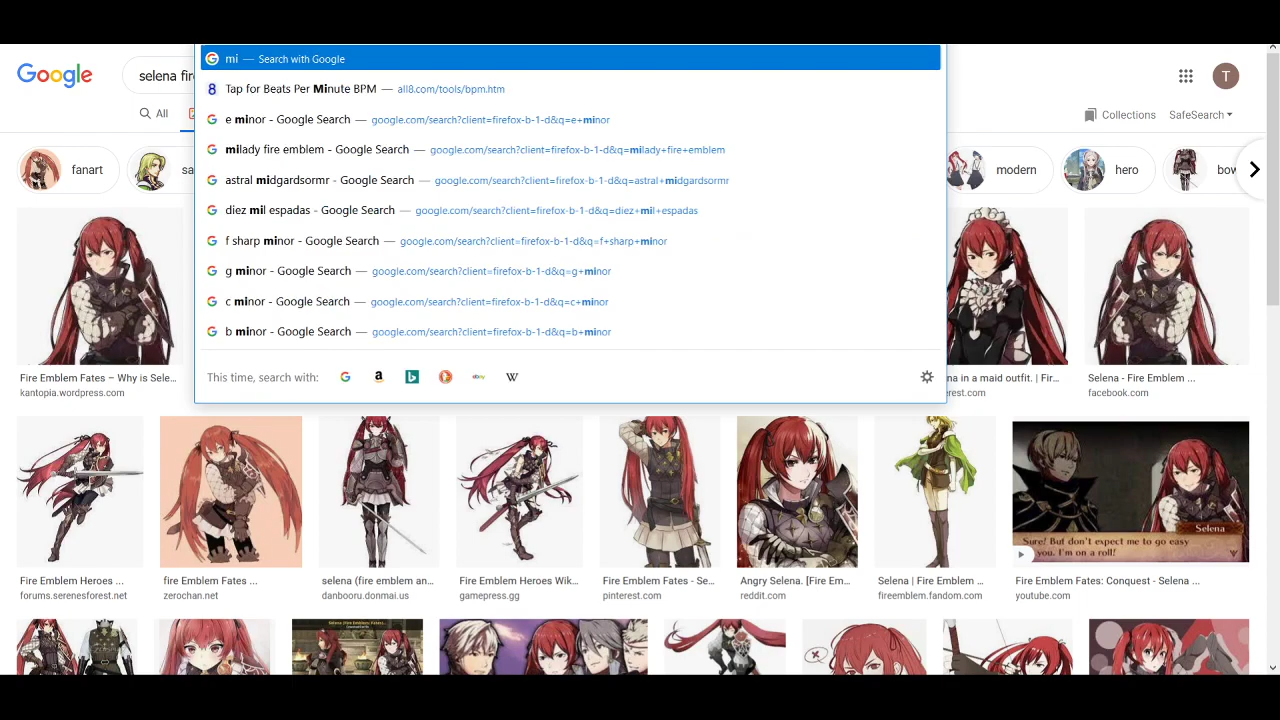 mi — Search with Google
Google
selena fir
T
8 Tap for Beats Per Minute BPM — all8.com/tools/bpm.htm
All
Collections
SafeSearch
e minor - Google Search — google.com/search?client=firefox-b-1-d&q=e+minor
milady fire emblem - Google Search — google.com/search?client=firefox-b-1-d&q=milady+fire+emblem
fanart
sa
modern
hero
bow
astral midgardsormr - Google Search — google.com/search?client=firefox-b-1-d&q=astral+midgardsormr
diez mil espadas - Google Search — google.com/search?client=firefox-b-1-d&q=diez+mil+espadas
f sharp minor - Google Search — google.com/search?client=firefox-b-1-d&q=f+sharp+minor
g minor - Google Search — google.com/search?client=firefox-b-1-d&q=g+minor
c minor - Google Search — google.com/search?client=firefox-b-1-d&q=c+minor
b minor - Google Search — google.com/search?client=firefox-b-1-d&q=b+minor
This time, search with:
a
b
ebay
W
Fire Emblem Fates – Why is Sele...
kantopia.wordpress.com
na in a maid outfit. | Fir...
rest.com
Selena - Fire Emblem ...
facebook.com
Selena
Sure! But don't expect me to go easy
you. I'm on a roll!
Fire Emblem Heroes ...
forums.serenesforest.net
fire Emblem Fates ...
zerochan.net
selena (fire emblem an...
danbooru.donmai.us
Fire Emblem Heroes Wik...
gamepress.gg
Fire Emblem Fates - Se...
pinterest.com
Angry Selena. [Fire Em...
reddit.com
Selena | Fire Emblem ...
fireemblem.fandom.com
Fire Emblem Fates: Conquest - Selena ...
youtube.com